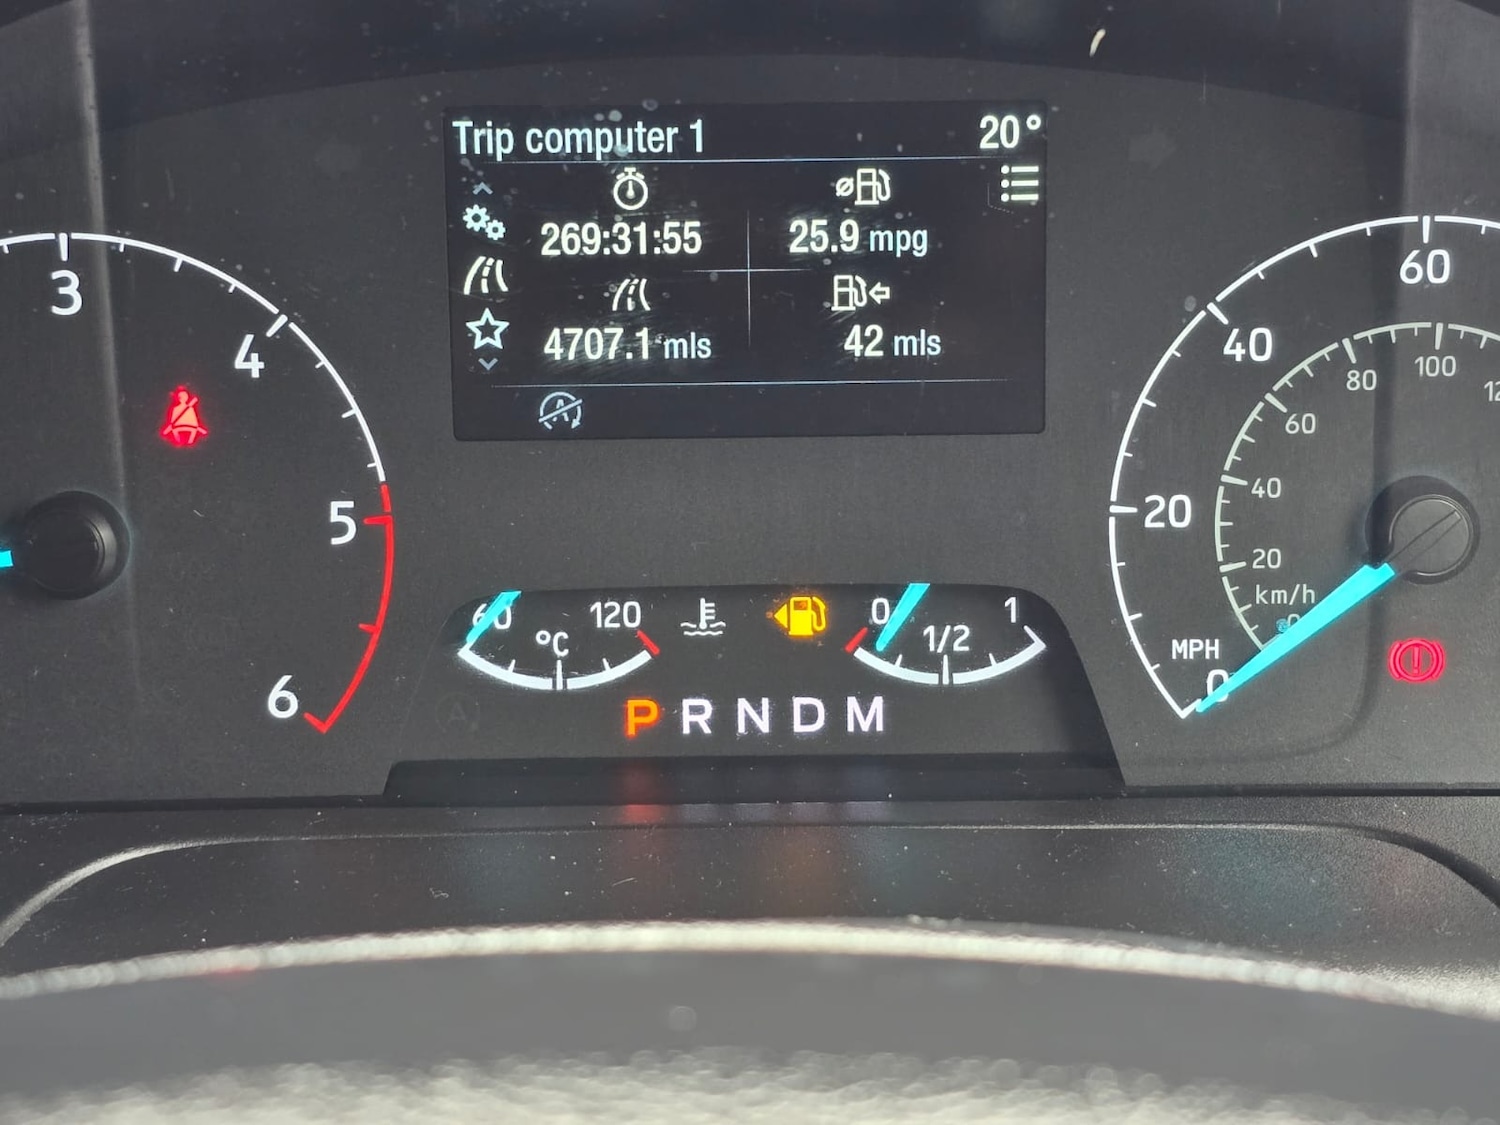 Trip computer 1 20°
269:31:55 25.9 mpg
4707.1 mls 42 mls
3
4
5
6
60 120
°C
0 1/2 1
P R N D M
0 20 40 60
MPH
20 40 60 80 100
km/h